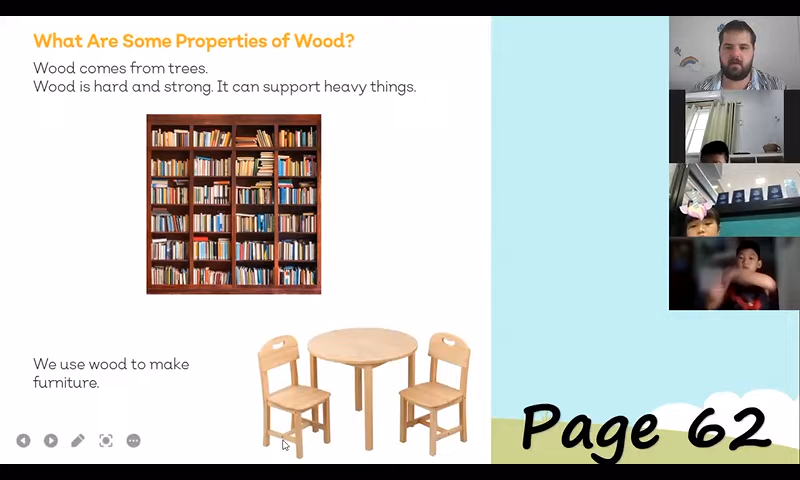 What Are Some Properties of Wood?
Wood comes from trees.
Wood is hard and strong. It can support heavy things.
We use wood to make
furniture.
Page 62